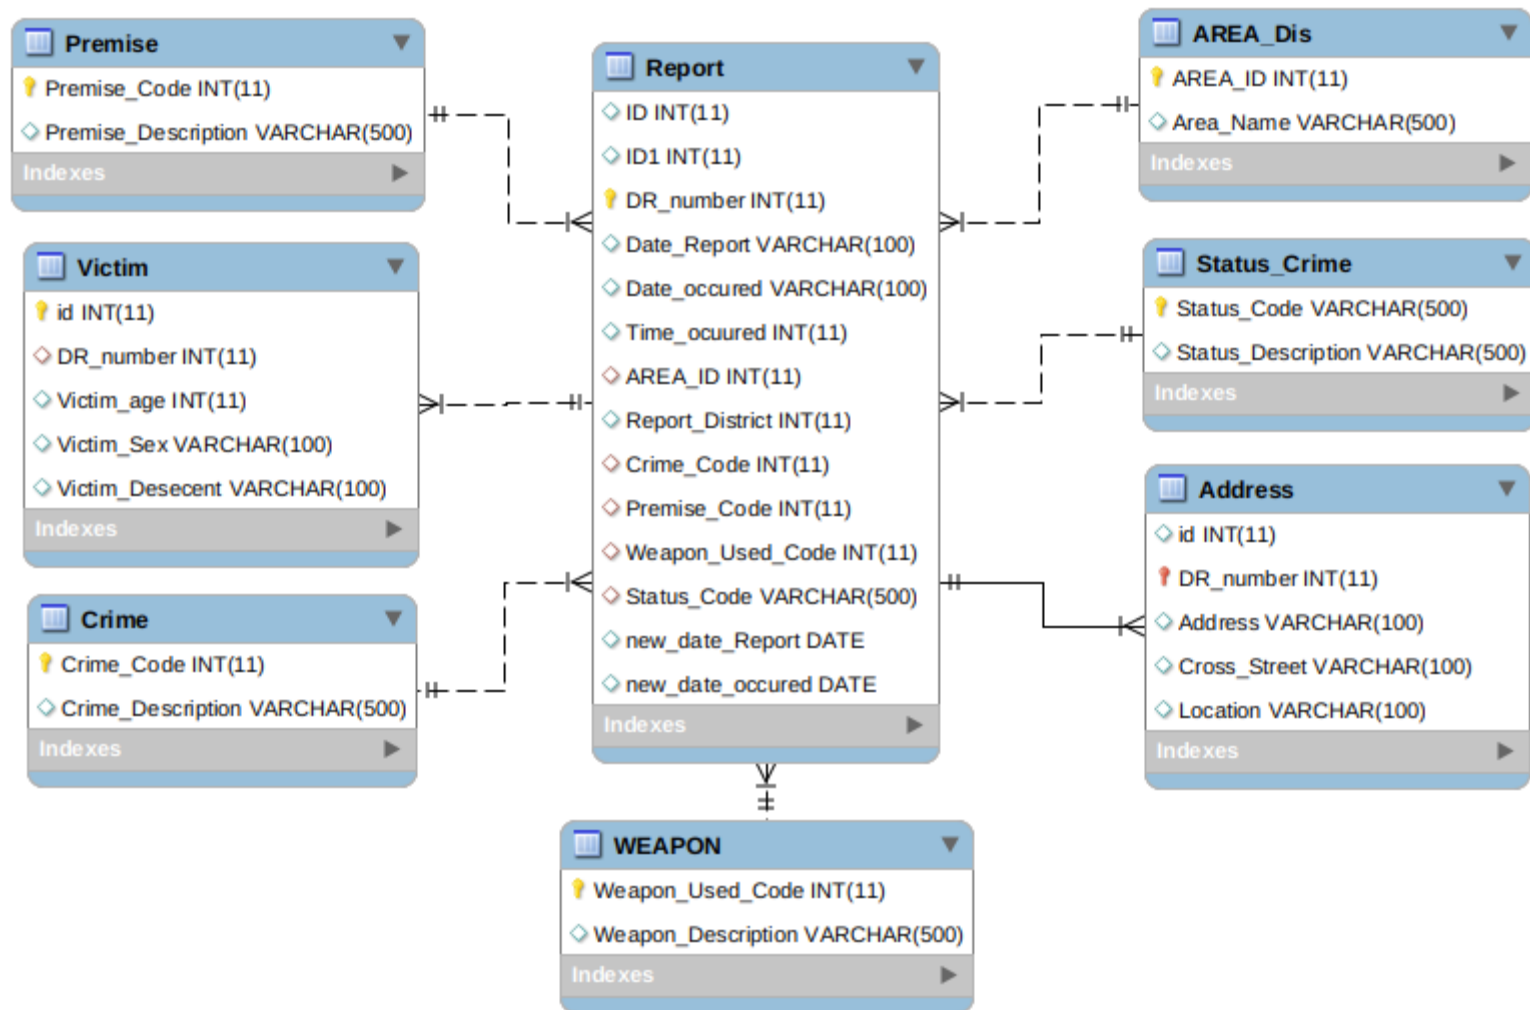 Premise
Premise_Code INT(11)
Premise_Description VARCHAR(500)
Indexes
Victim
id INT(11)
DR_number INT(11)
Victim_age INT(11)
Victim_Sex VARCHAR(100)
Victim_Desecent VARCHAR(100)
Indexes
Crime
Crime_Code INT(11)
Crime_Description VARCHAR(500)
Indexes
Report
ID INT(11)
ID1 INT(11)
DR_number INT(11)
Date_Report VARCHAR(100)
Date_occured VARCHAR(100)
Time_ocuured INT(11)
AREA_ID INT(11)
Report_District INT(11)
Crime_Code INT(11)
Premise_Code INT(11)
Weapon_Used_Code INT(11)
Status_Code VARCHAR(500)
new_date_Report DATE
new_date_occured DATE
Indexes
WEAPON
Weapon_Used_Code INT(11)
Weapon_Description VARCHAR(500)
Indexes
AREA_Dis
AREA_ID INT(11)
Area_Name VARCHAR(500)
Indexes
Status_Crime
Status_Code VARCHAR(500)
Status_Description VARCHAR(500)
Indexes
Address
id INT(11)
DR_number INT(11)
Address VARCHAR(100)
Cross_Street VARCHAR(100)
Location VARCHAR(100)
Indexes